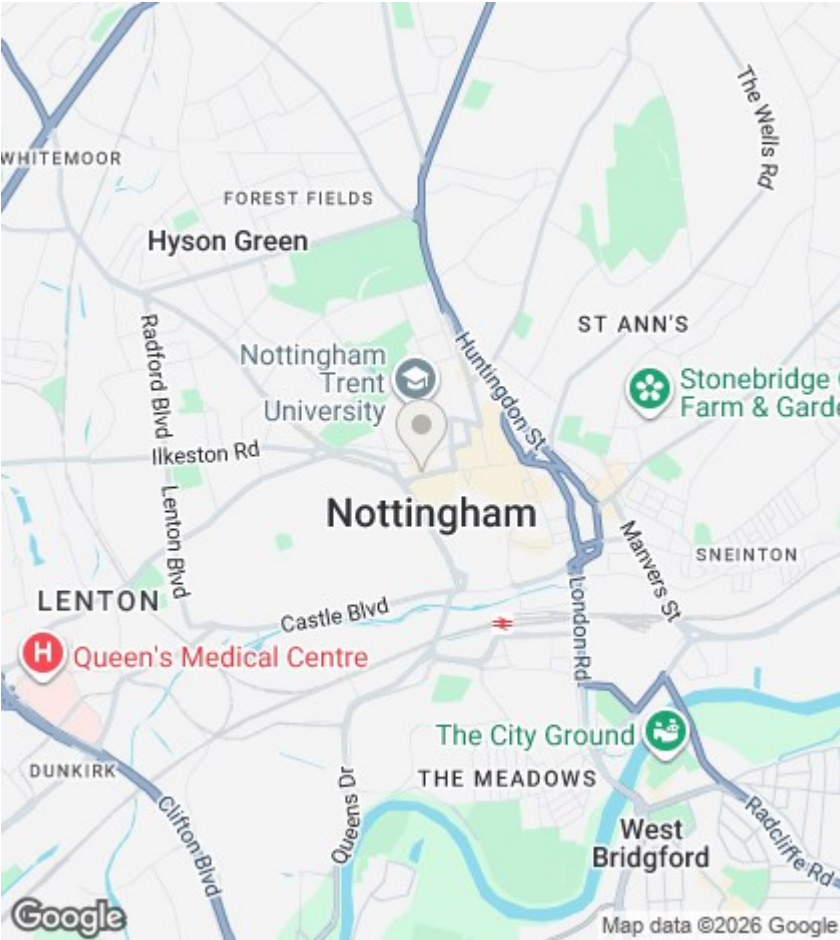 The Wells Rd
WHITEMOOR
FOREST FIELDS
Hyson Green
ST ANN'S
Radford Blvd
Nottingham
Trent
University
Huntingdon St
Stonebridge
Farm & Garde
Ilkeston Rd
Lenton Blvd
Nottingham
Manvers St
SNEINTON
LENTON
Castle Blvd
London Rd
H
Queen's Medical Centre
The City Ground
DUNKIRK
THE MEADOWS
Queens Dr
Clifton Blvd
West
Bridgford
Radcliffe Rd
Google
Map data ©2026 Google